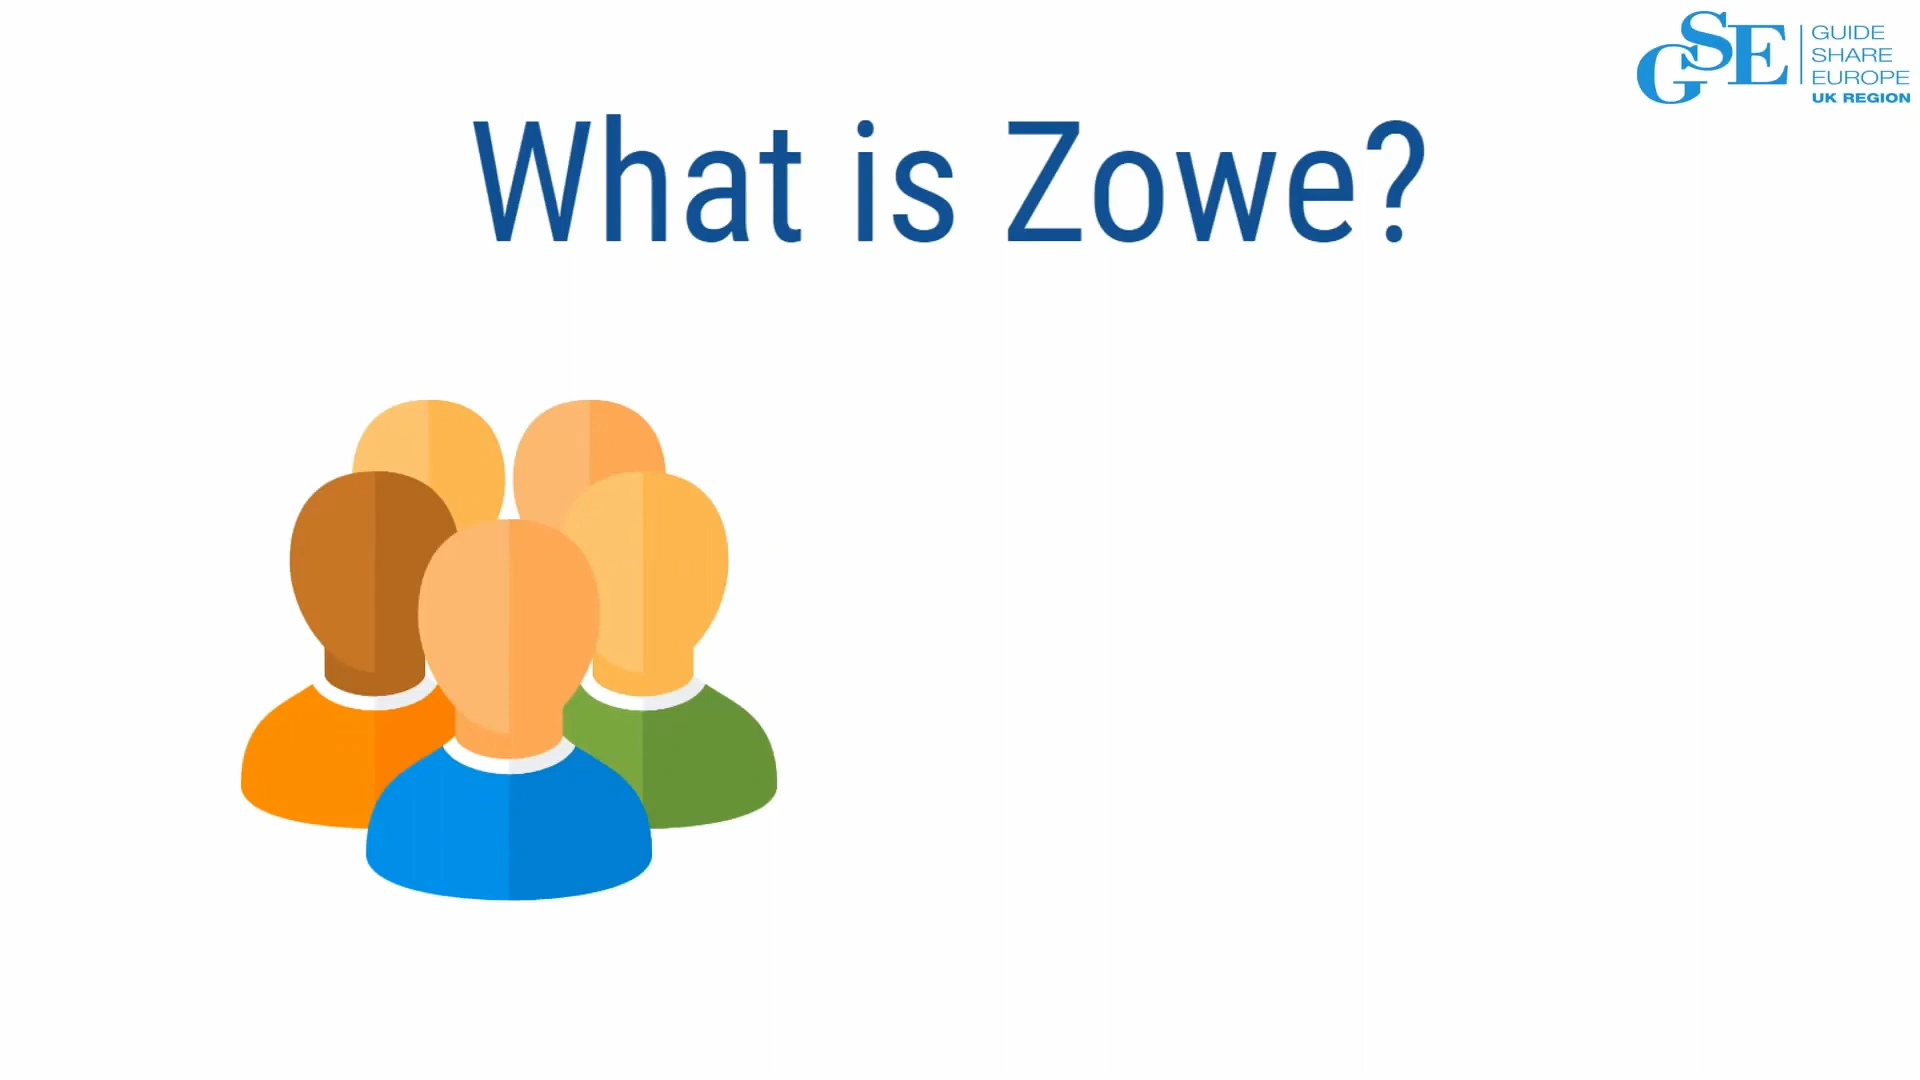 GSE
GUIDE
SHARE
EUROPE
UK REGION
What is Zowe?